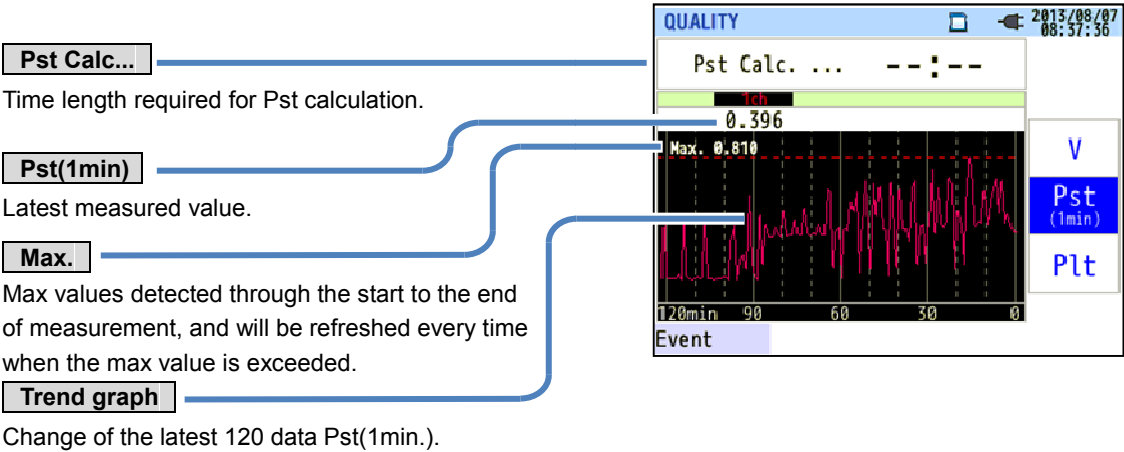 Pst Calc...
Time length required for Pst calculation.
Pst(1min)
Latest measured value.
Max.
Max values detected through the start to the end
of measurement, and will be refreshed every time
when the max value is exceeded.
Trend graph
Change of the latest 120 data Pst(1min.).
QUALITY
2013/08/07
08:37:36
Pst Calc. ... --:--
1ch
0.396
Max. 0.810
120min 90 60 30 0
Event
V
Pst
(1min)
Plt